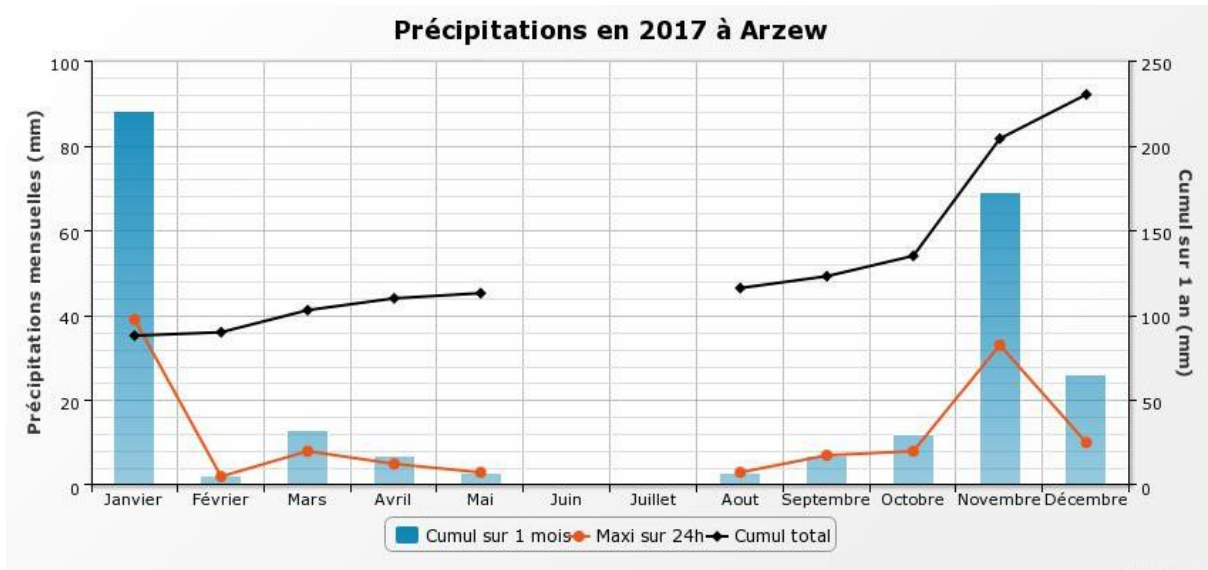 Précipitations en 2017 à Arzew
Précipitations mensuelles (mm)
100
80
60
40
20
0
250
200
150
100
50
0
Cumul sur 1 an (mm)
Janvier Février Mars Avril Mai Juin Juillet Aout Septembre Octobre Novembre Décembre
Cumul sur 1 mois Maxi sur 24h Cumul total